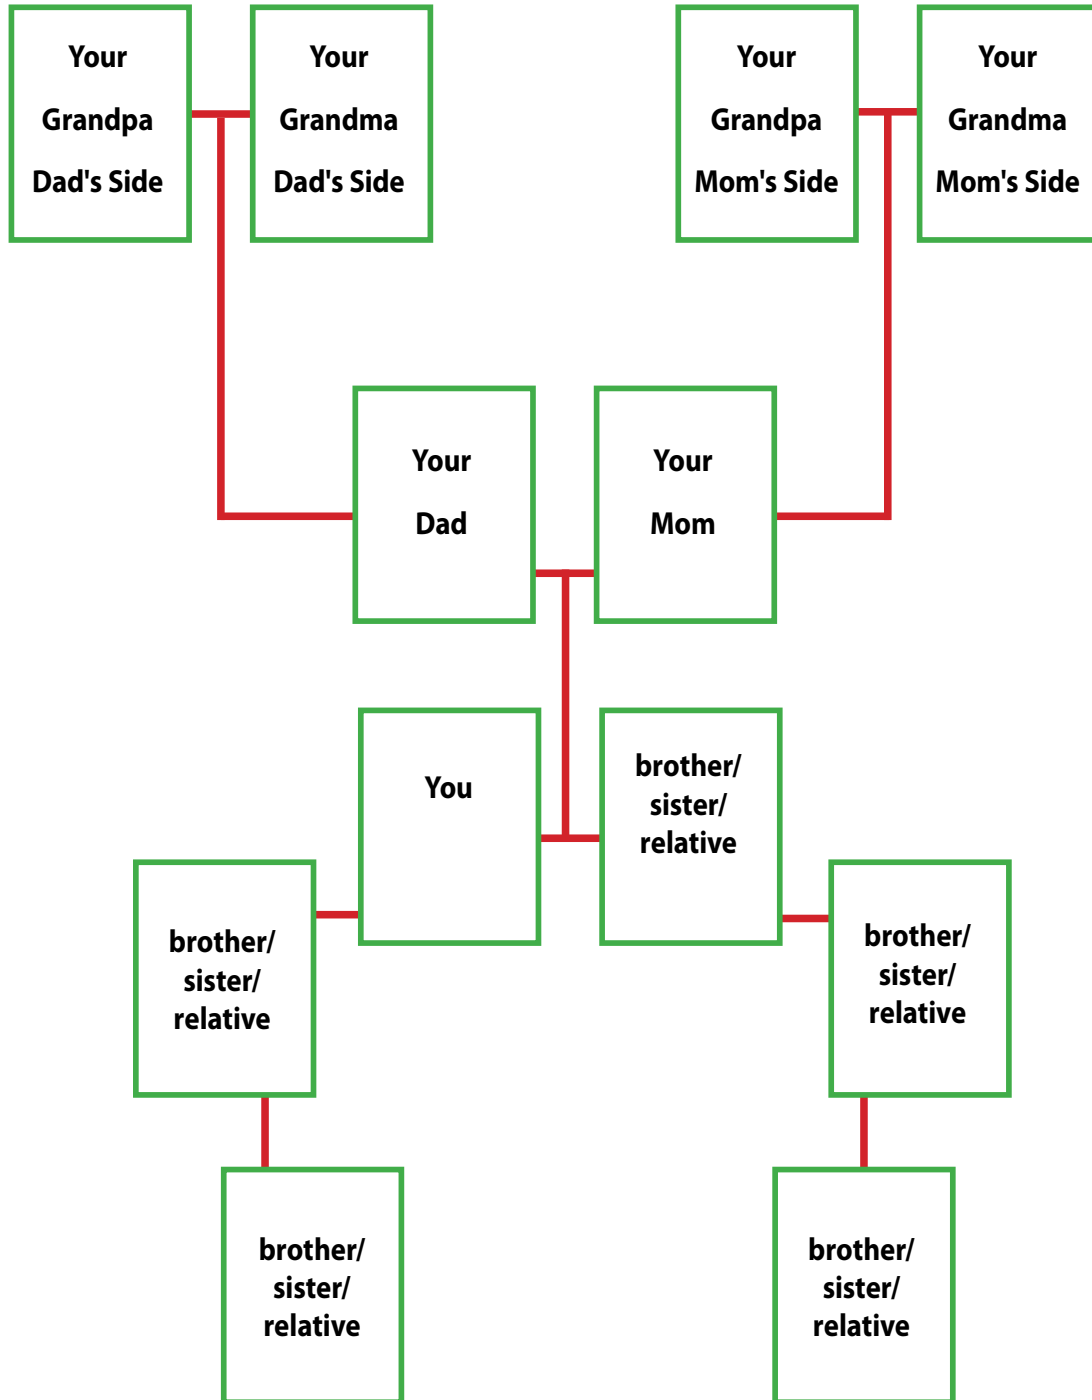 Your
Grandpa
Dad's Side
Your
Grandma
Dad's Side
Your
Grandpa
Mom's Side
Your
Grandma
Mom's Side
Your
Dad
Your
Mom
You
brother/
sister/
relative
brother/
sister/
relative
brother/
sister/
relative
brother/
sister/
relative
brother/
sister/
relative